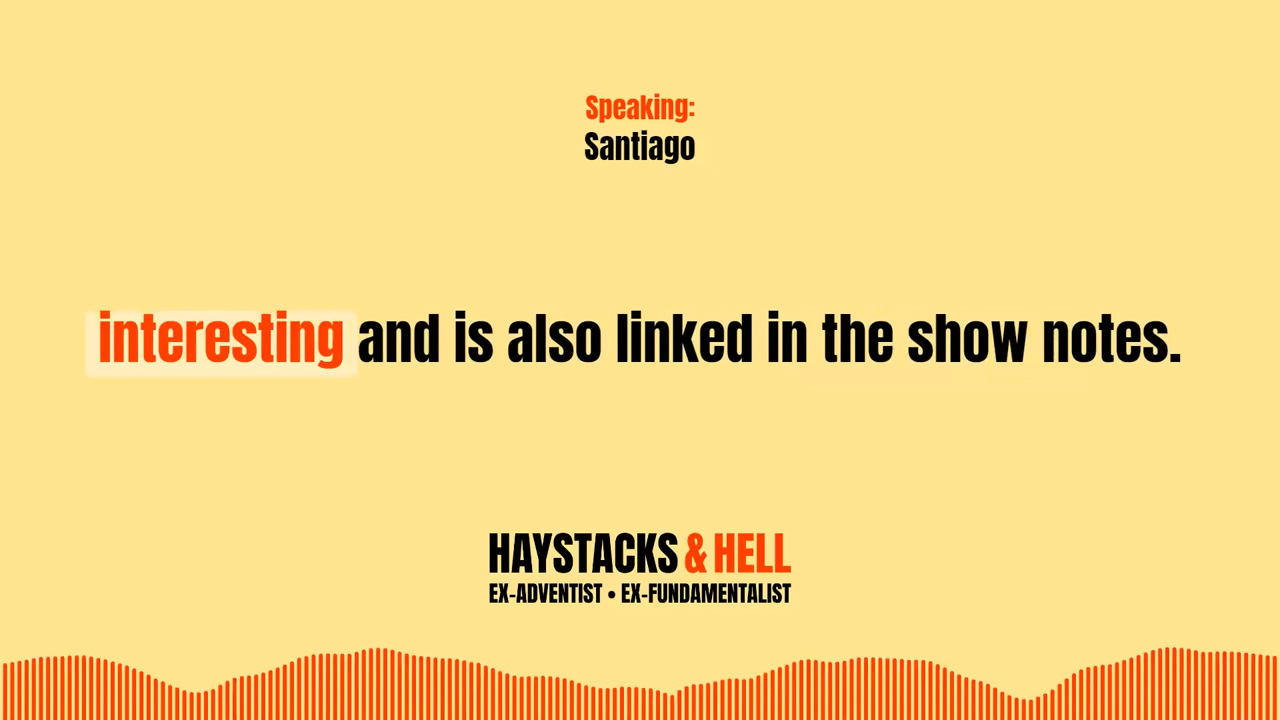 Speaking:
Santiago
interesting and is also linked in the show notes.
HAYSTACKS & HELL
EX-ADVENTIST • EX-FUNDAMENTALIST